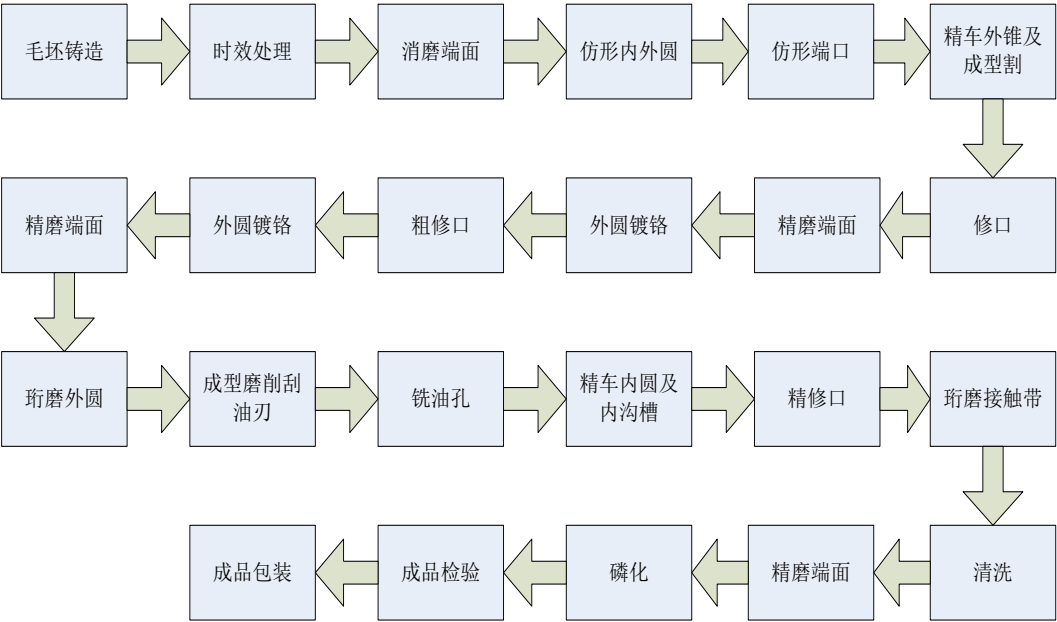 毛坯铸造
时效处理
消磨端面
仿形内外圆
仿形端口
精车外锥及
成型割
修口
精磨端面
外圆镀铬
粗修口
外圆镀铬
精磨端面
珩磨外圆
成型磨削刮
油刃
铣油孔
精车内圆及
内沟槽
精修口
珩磨接触带
清洗
精磨端面
磷化
成品检验
成品包装